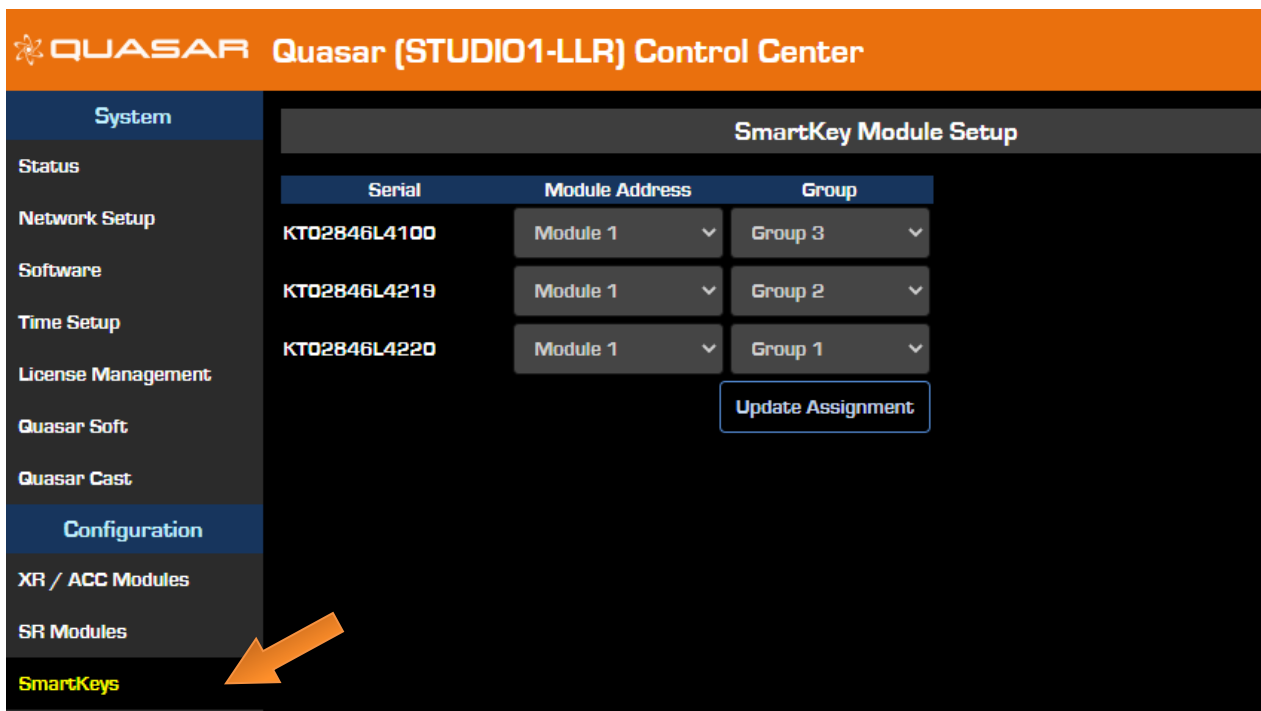 QUASAR Quasar (STUDIO1-LLR) Control Center
System
Status
Network Setup
Software
Time Setup
License Management
Quasar Soft
Quasar Cast
Configuration
XR / ACC Modules
SR Modules
SmartKeys
SmartKey Module Setup
Serial Module Address Group
KT02846L4100 Module 1 Group 3
KT02846L4219 Module 1 Group 2
KT02846L4220 Module 1 Group 1
Update Assignment